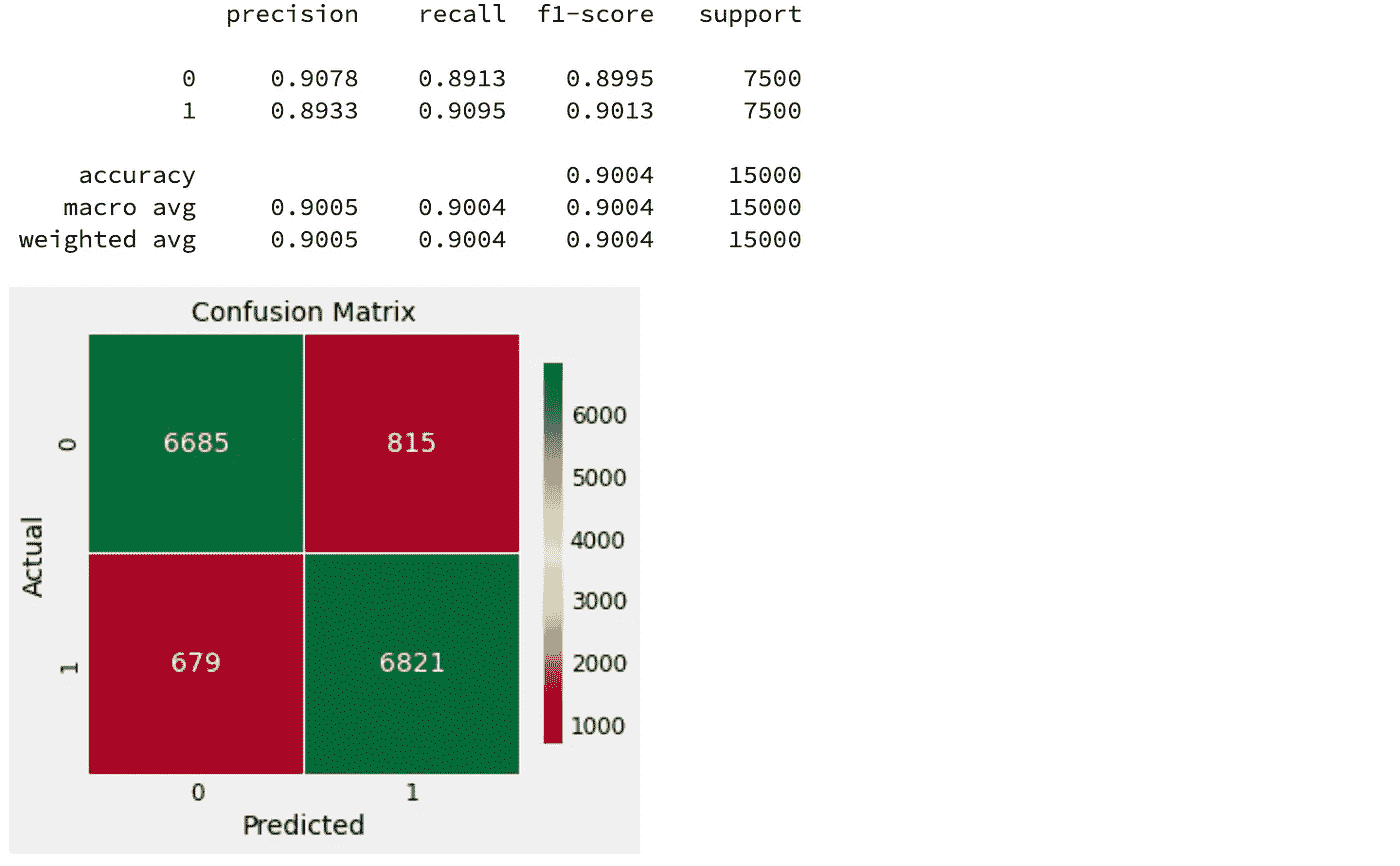 precision recall f1-score support
0 0.9078 0.8913 0.8995 7500
1 0.8933 0.9095 0.9013 7500
accuracy 0.9004 15000
macro avg 0.9005 0.9004 0.9004 15000
weighted avg 0.9005 0.9004 0.9004 15000
Confusion Matrix
6685 815
679 6821
0
1
Actual
0 1
Predicted
6000
5000
4000
3000
2000
1000